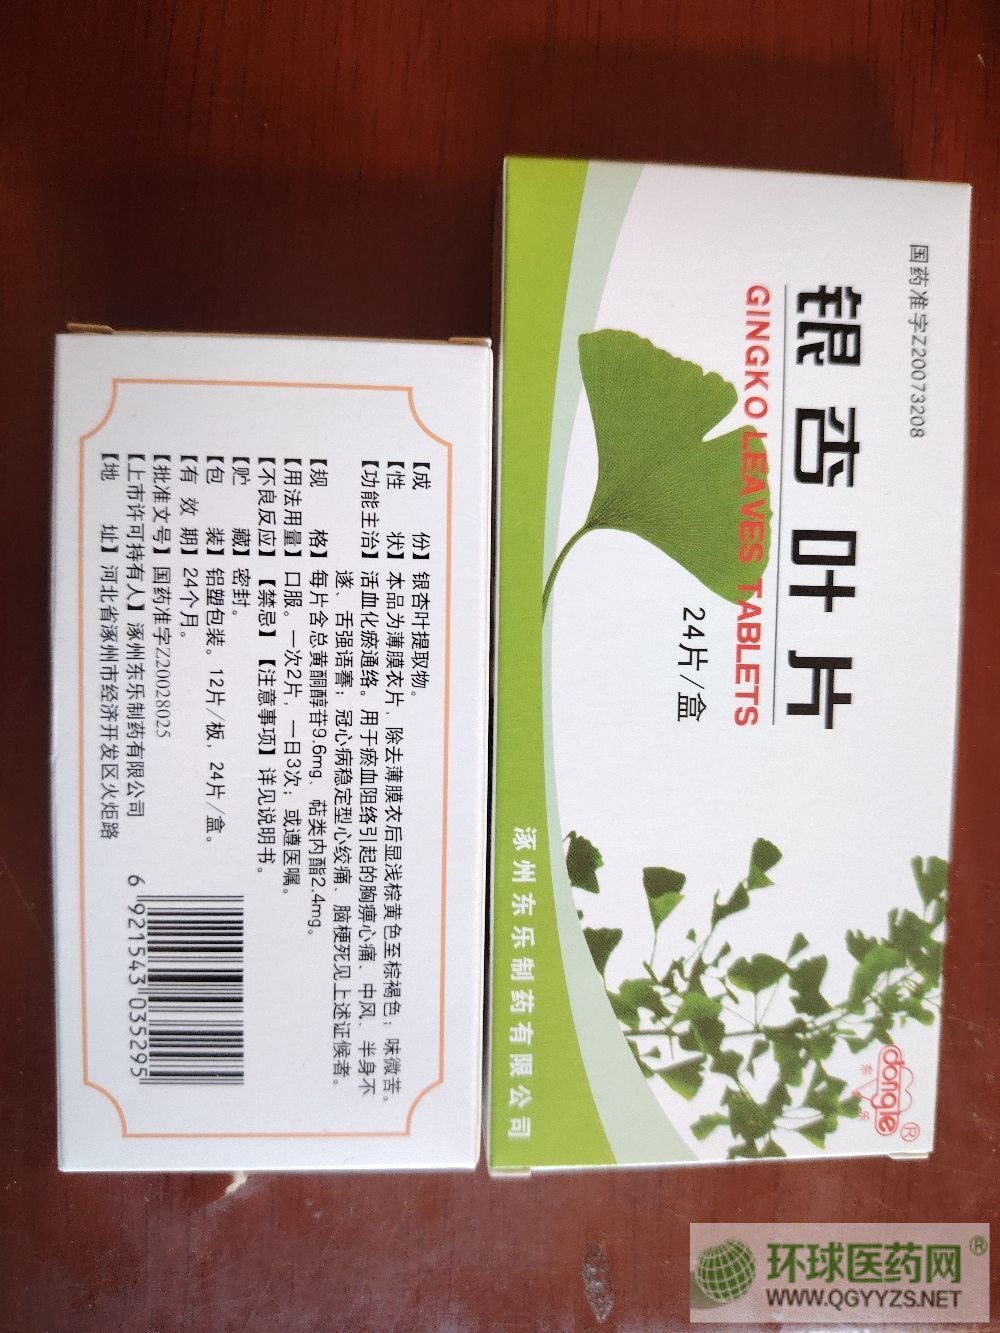 国药准字Z20073208
银杏叶片
GINGKO LEAVES TABLETS
24片/盒
dongle®
东 乐
涿州东乐制药有限公司
【成 份】银杏叶提取物。
【性 状】本品为薄膜衣片，除去薄膜衣后显浅棕黄色至棕褐色；味微苦。
【功能主治】活血化瘀通络。用于瘀血阻络引起的胸痹心痛、中风、半身不
遂、舌强语蹇；冠心病稳定型心绞痛、脑梗死见上述证候者。
【规 格】每片含总黄酮醇苷9.6mg、萜类内酯2.4mg。
【用法用量】口服。一次2片，一日3次；或遵医嘱。
【不良反应】【禁忌】【注意事项】详见说明书。
【贮 藏】密封。
【包 装】铝塑包装。12片/板，24片/盒。
【有 效 期】24个月。
【批准文号】国药准字Z20028025
【上市许可持有人】涿州东乐制药有限公司
【地 址】河北省涿州市经济开发区火炬路
6 921543 035295
环球医药网®
WWW.QGYYZS.NET